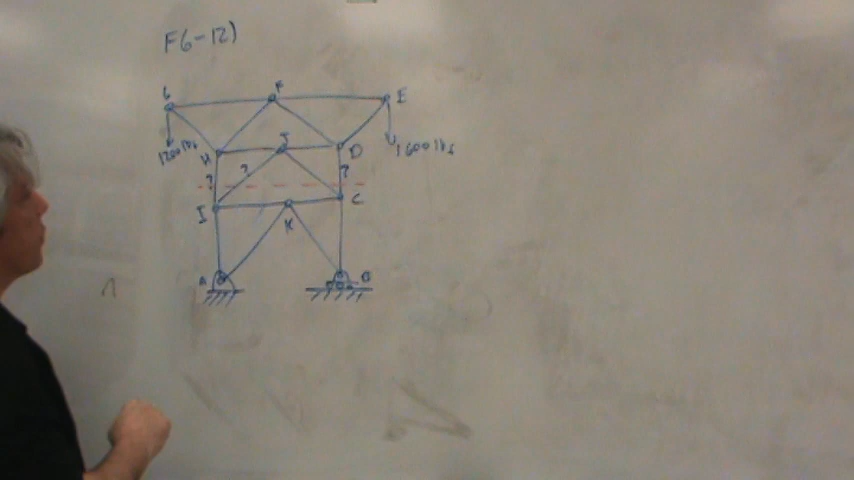 F6-12)
G F E
1200 lbs H J D 1600 lbs
? ? ?
I K C
A B